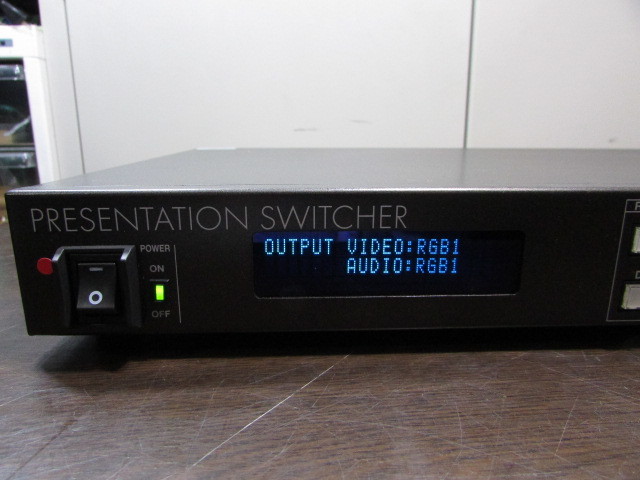 PRESENTATION SWITCHER
POWER
ON
OFF
OUTPUT VIDEO:RGB1
AUDIO:RGB1